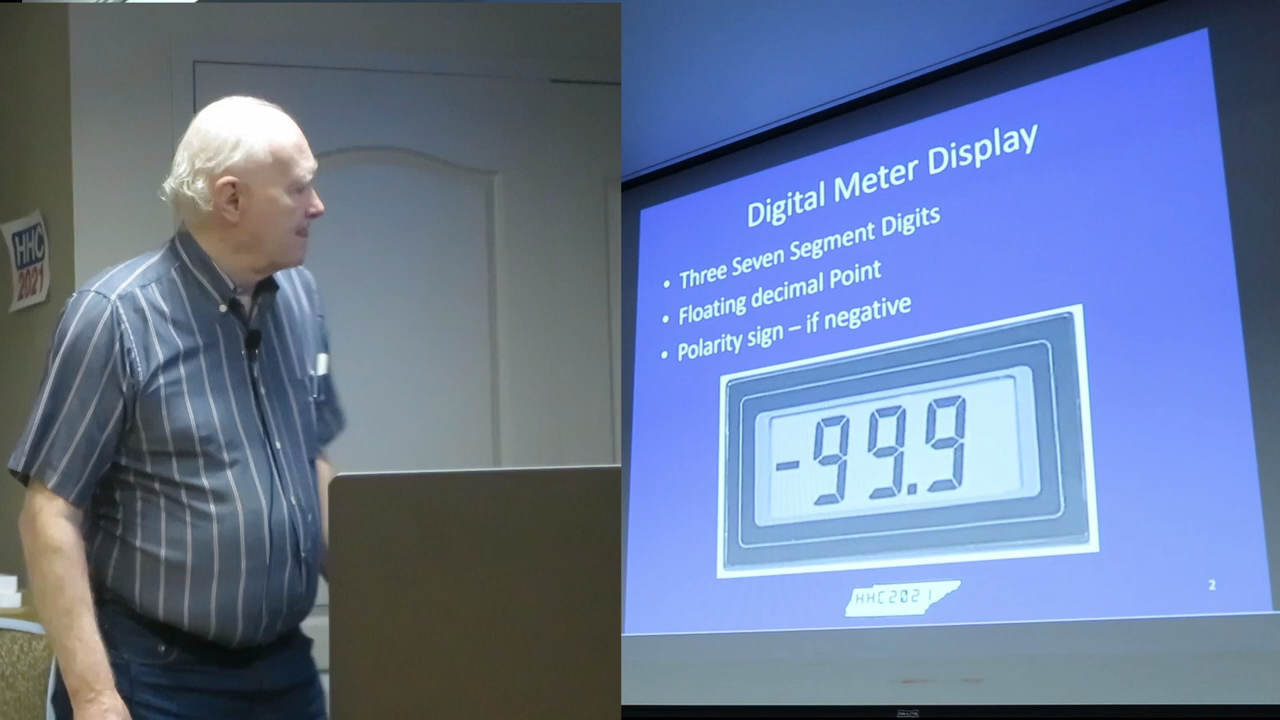 HHC
2021
Digital Meter Display
• Three Seven Segment Digits
• Floating decimal Point
• Polarity sign – if negative
-99.9
HHC2021
2